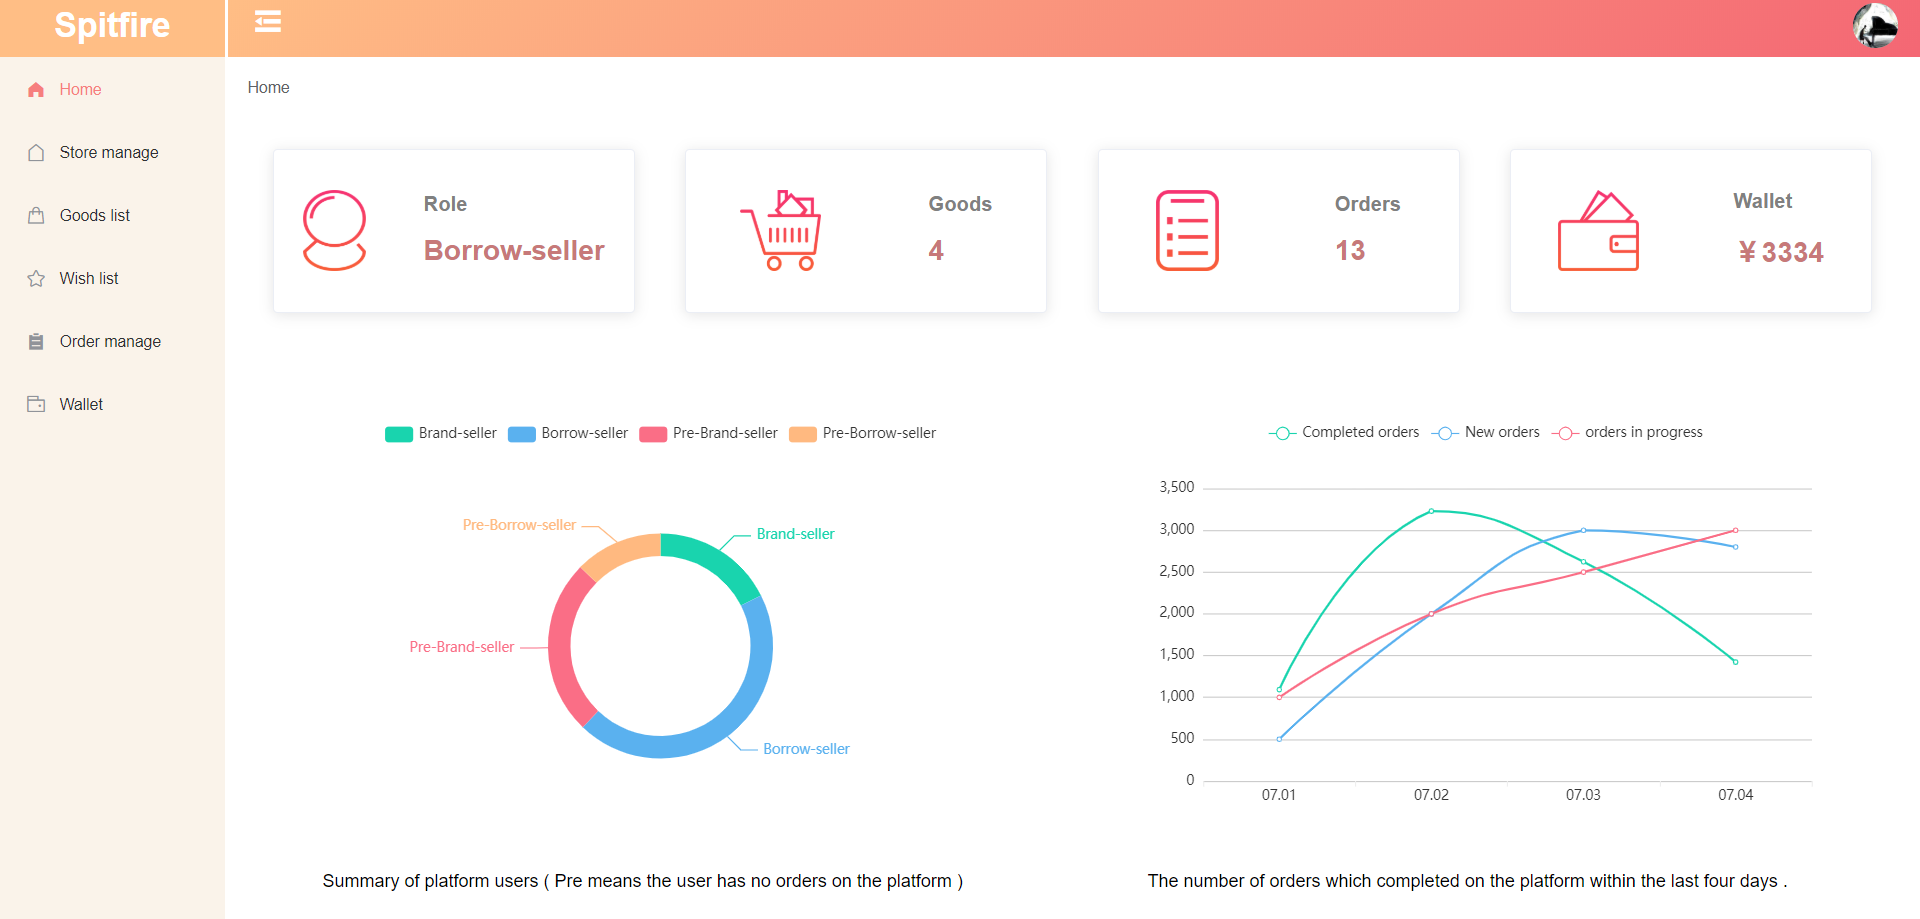 Spitfire
Home
Store manage
Goods list
Wish list
Order manage
Wallet
Home
Role
Borrow-seller
Goods
4
Orders
13
Wallet
¥ 3334
Brand-seller Borrow-seller Pre-Brand-seller Pre-Borrow-seller
Pre-Borrow-seller
Brand-seller
Pre-Brand-seller
Borrow-seller
Summary of platform users ( Pre means the user has no orders on the platform )
Completed orders New orders orders in progress
3,500
3,000
2,500
2,000
1,500
1,000
500
0
07.01 07.02 07.03 07.04
The number of orders which completed on the platform within the last four days .